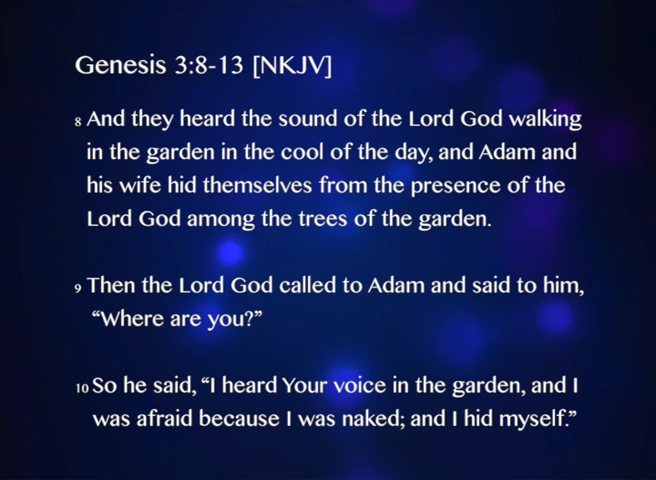 Genesis 3:8-13 [NKJV]
8 And they heard the sound of the Lord God walking
in the garden in the cool of the day, and Adam and
his wife hid themselves from the presence of the
Lord God among the trees of the garden.
9 Then the Lord God called to Adam and said to him,
“Where are you?”
10 So he said, “I heard Your voice in the garden, and I
was afraid because I was naked; and I hid myself.”